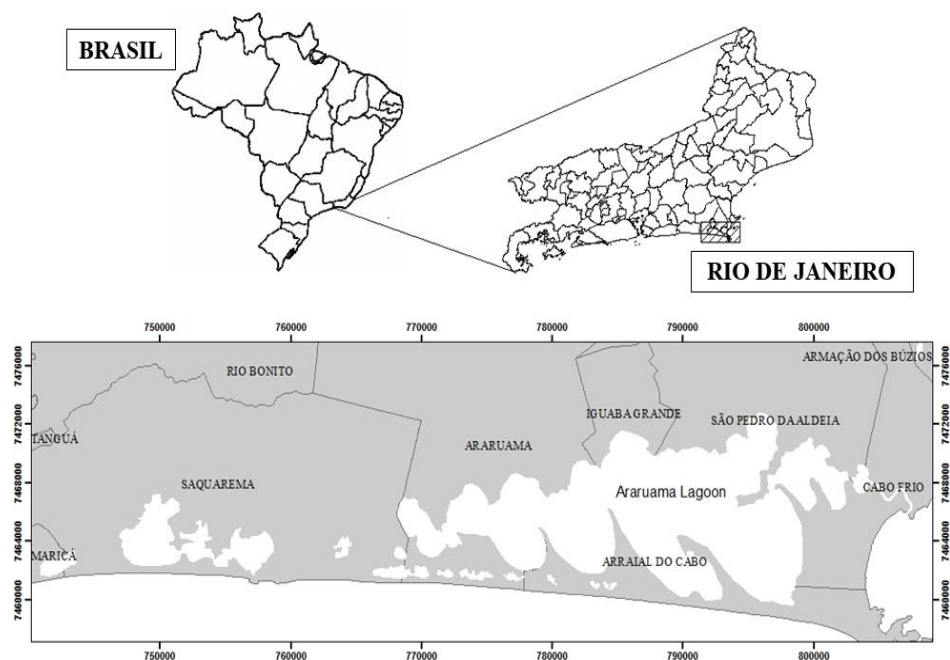 BRASIL
RIO DE JANEIRO
750000 760000 770000 780000 790000 800000
7476000 7476000
ARMAÇÃO DOS BÚZIOS
RIO BONITO
7472000 7472000
IGUABA GRANDE
SÃO PEDRO DA ALDEIA
TANGUÁ
ARARUAMA
7468000 7468000
SAQUAREMA
Araruama Lagoon
CABO FRIO
7464000 7464000
MARICÁ
ARRAIAL DO CABO
7460000 7460000
750000 760000 770000 780000 790000 800000